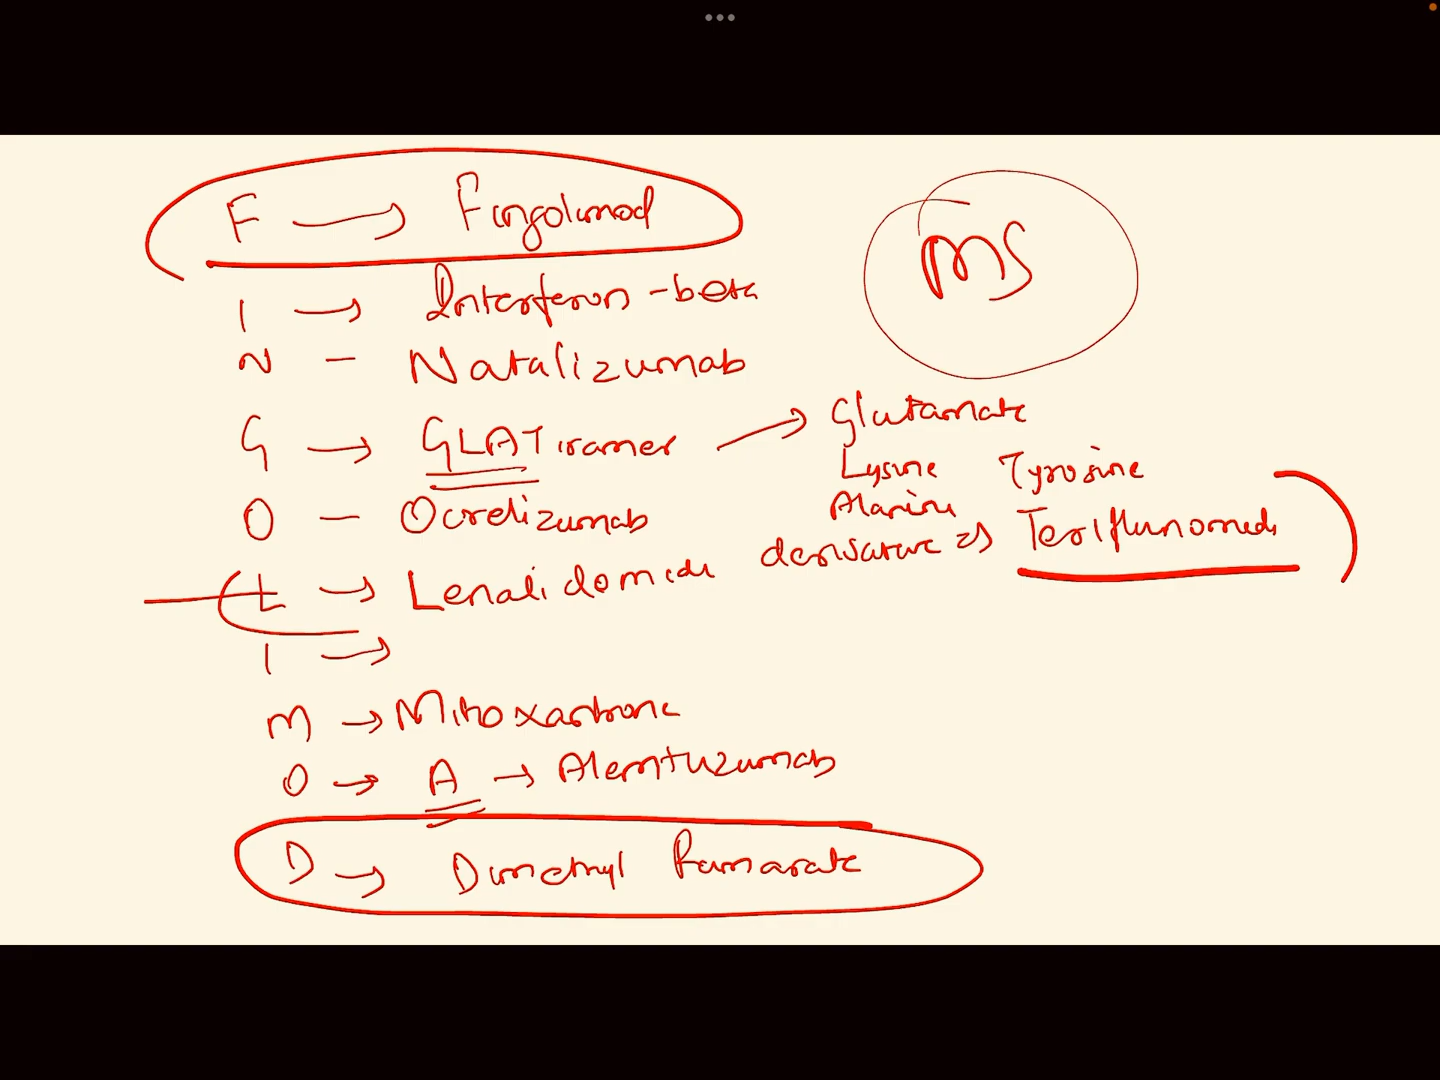 F → Fingolimod
MS
I → Interferon-beta
N – Natalizumab
G → GLATiramer → Glutamate
Lysine Tyrosine
Alanine
O – Ocrelizumab
L → Lenalidomide derivative ⇒ Teriflunomide
I →
M → Mitoxantrone
O → A → Alemtuzumab
D → Dimethyl Fumarate